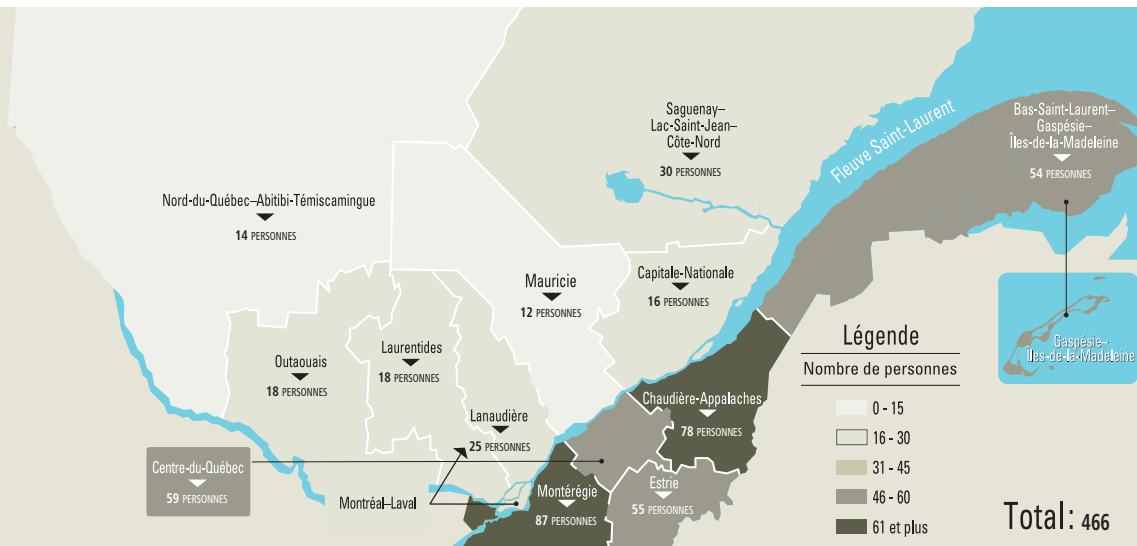 Saguenay–
Lac-Saint-Jean–
Côte-Nord
30 PERSONNES
Fleuve Saint-Laurent
Bas-Saint-Laurent–
Gaspésie–
Îles-de-la-Madeleine
54 PERSONNES
Nord-du-Québec–Abitibi-Témiscamingue
14 PERSONNES
Mauricie
12 PERSONNES
Capitale-Nationale
16 PERSONNES
Gaspésie–
Îles-de-la-Madeleine
Outaouais
18 PERSONNES
Laurentides
18 PERSONNES
Lanaudière
25 PERSONNES
Chaudière-Appalaches
78 PERSONNES
Centre-du-Québec
59 PERSONNES
Montréal–Laval
Montérégie
87 PERSONNES
Estrie
55 PERSONNES
Légende
Nombre de personnes
0 - 15
16 - 30
31 - 45
46 - 60
61 et plus
Total: 466